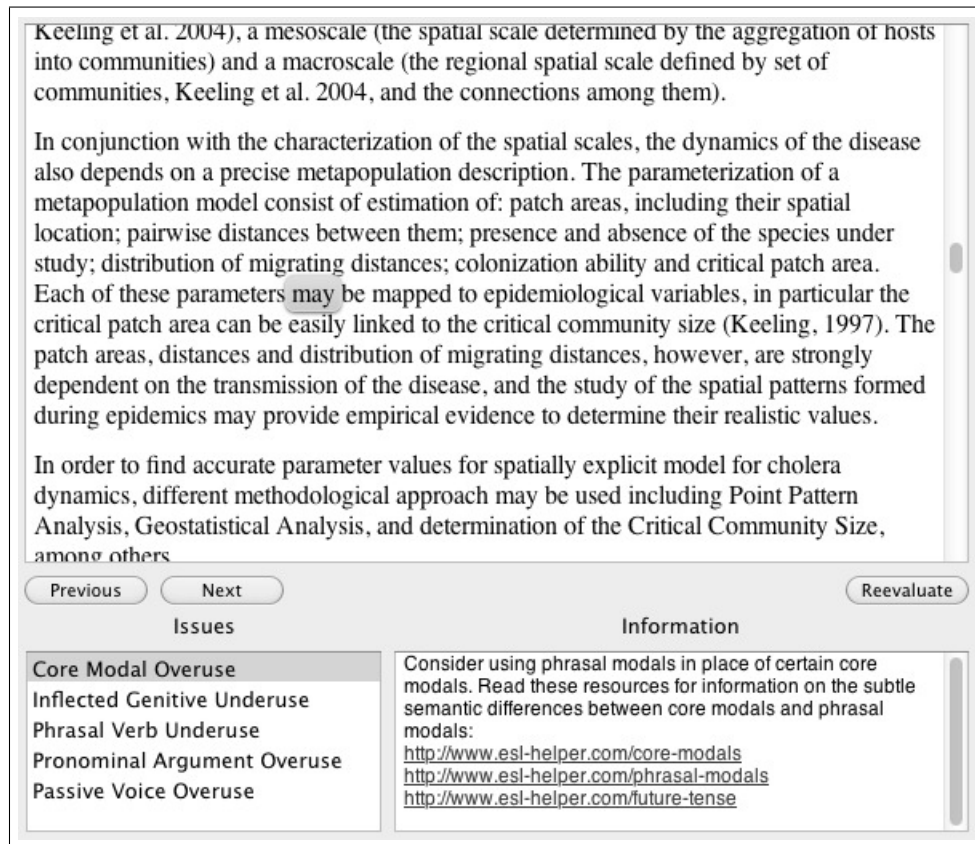 Keeling et al. 2004), a mesoscale (the spatial scale determined by the aggregation of hosts
into communities) and a macroscale (the regional spatial scale defined by set of
communities, Keeling et al. 2004, and the connections among them).
In conjunction with the characterization of the spatial scales, the dynamics of the disease
also depends on a precise metapopulation description. The parameterization of a
metapopulation model consist of estimation of: patch areas, including their spatial
location; pairwise distances between them; presence and absence of the species under
study; distribution of migrating distances; colonization ability and critical patch area.
Each of these parameters may be mapped to epidemiological variables, in particular the
critical patch area can be easily linked to the critical community size (Keeling, 1997). The
patch areas, distances and distribution of migrating distances, however, are strongly
dependent on the transmission of the disease, and the study of the spatial patterns formed
during epidemics may provide empirical evidence to determine their realistic values.
In order to find accurate parameter values for spatially explicit model for cholera
dynamics, different methodological approach may be used including Point Pattern
Analysis, Geostatistical Analysis, and determination of the Critical Community Size,
among others
Previous
Next
Reevaluate
Issues
Core Modal Overuse
Inflected Genitive Underuse
Phrasal Verb Underuse
Pronominal Argument Overuse
Passive Voice Overuse
Information
Consider using phrasal modals in place of certain core
modals. Read these resources for information on the subtle
semantic differences between core modals and phrasal
modals:
http://www.esl-helper.com/core-modals
http://www.esl-helper.com/phrasal-modals
http://www.esl-helper.com/future-tense